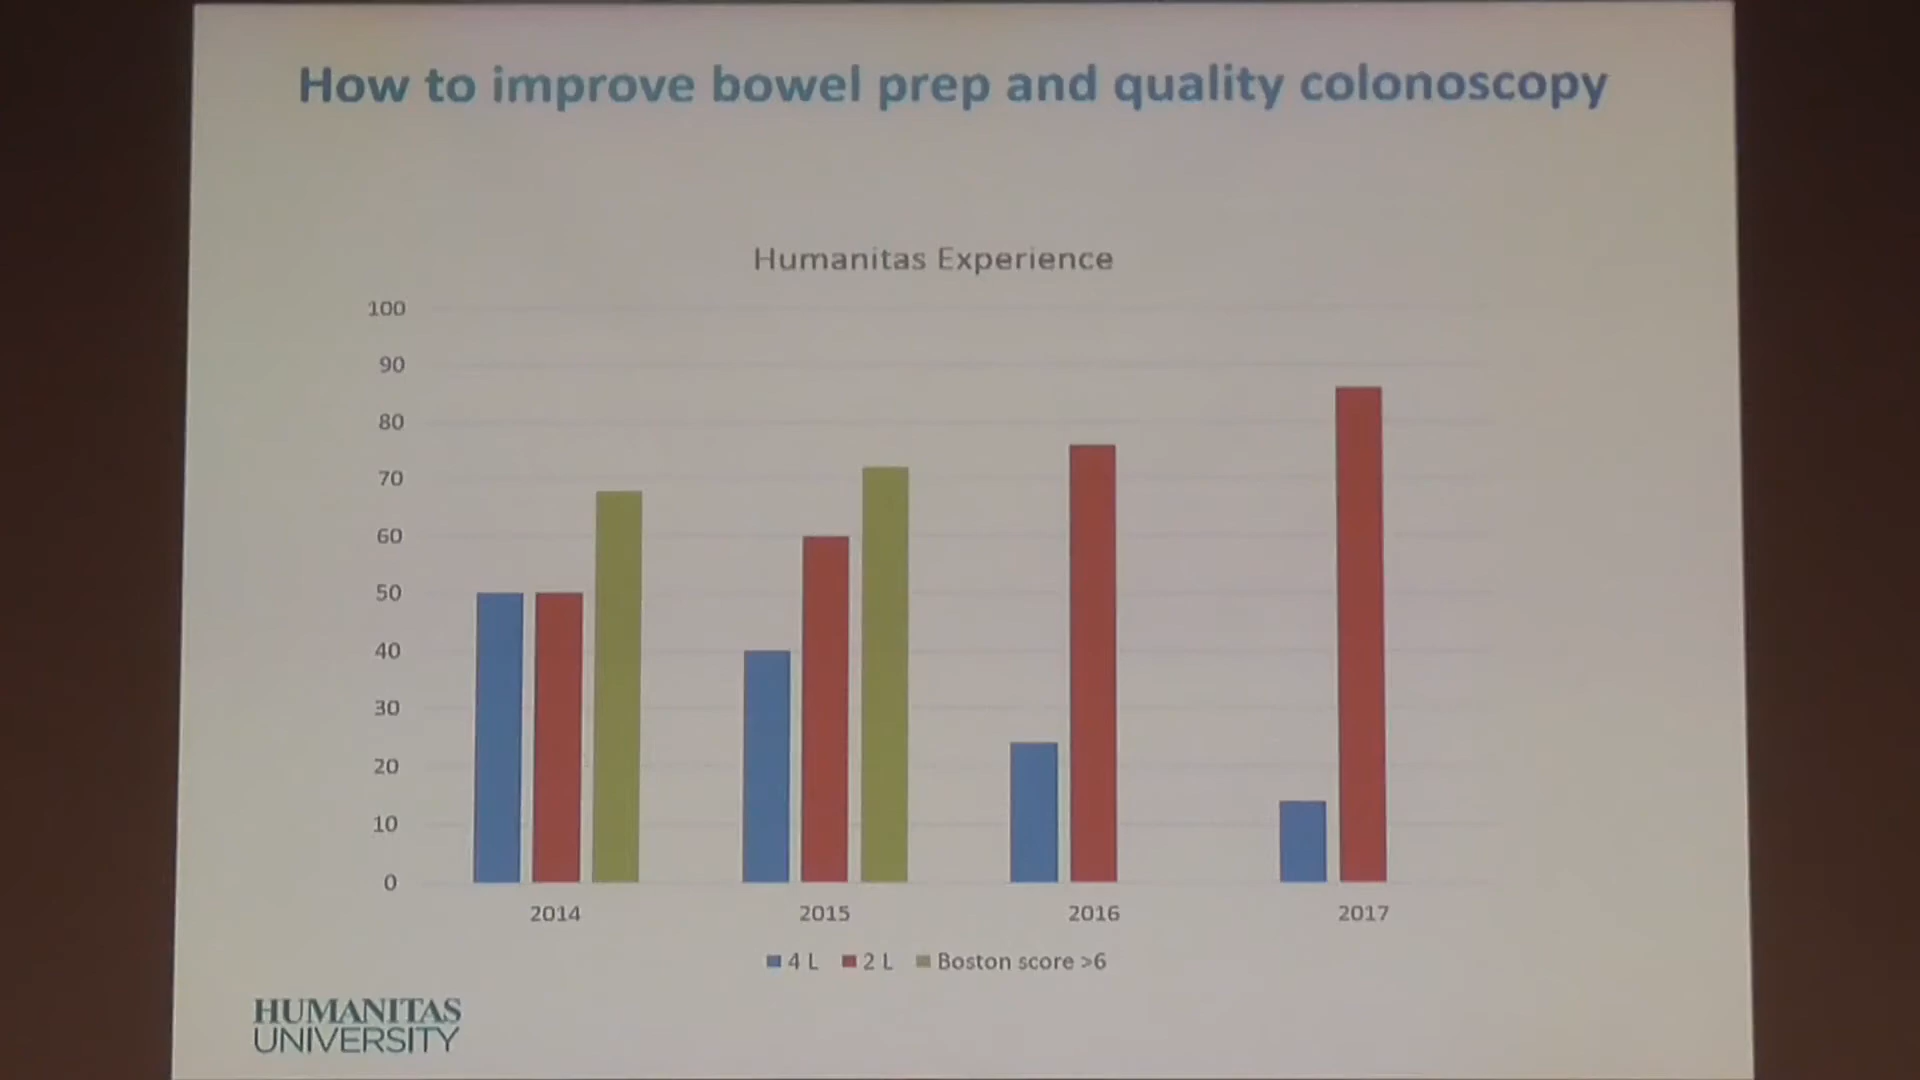 How to improve bowel prep and quality colonoscopy
Humanitas Experience
100
90
80
70
60
50
40
30
20
10
0
2014 2015 2016 2017
4 L 2 L Boston score >6
HUMANITAS
UNIVERSITY